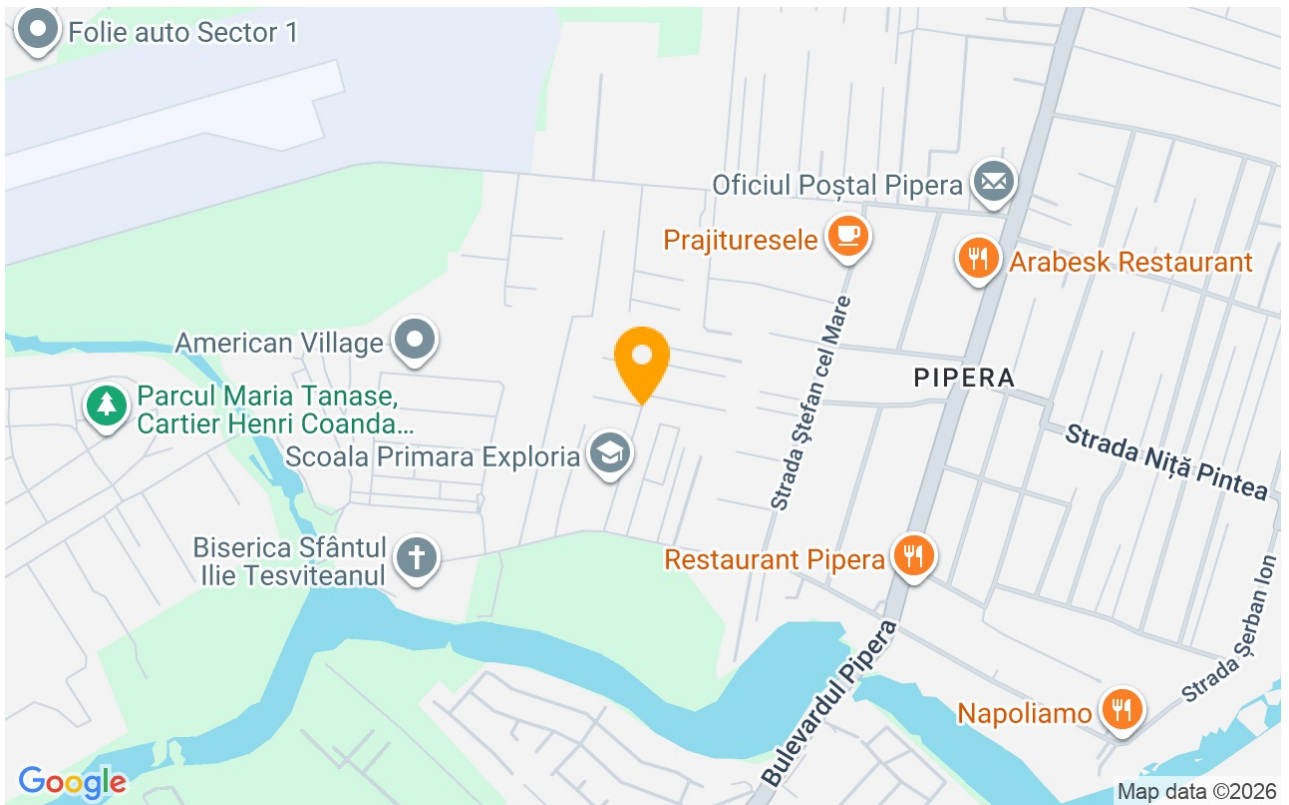 Folie auto Sector 1
Oficiul Poștal Pipera
Prajituresele
Arabesk Restaurant
American Village
Strada Ștefan cel Mare
PIPERA
Parcul Maria Tanase,
Cartier Henri Coanda...
Scoala Primara Exploria
Strada Niță Pintea
Biserica Sfântul
Ilie Tesviteanul
Restaurant Pipera
Strada Șerban Ion
Bulevardul Pipera
Napoliamo
Google
Map data ©2026